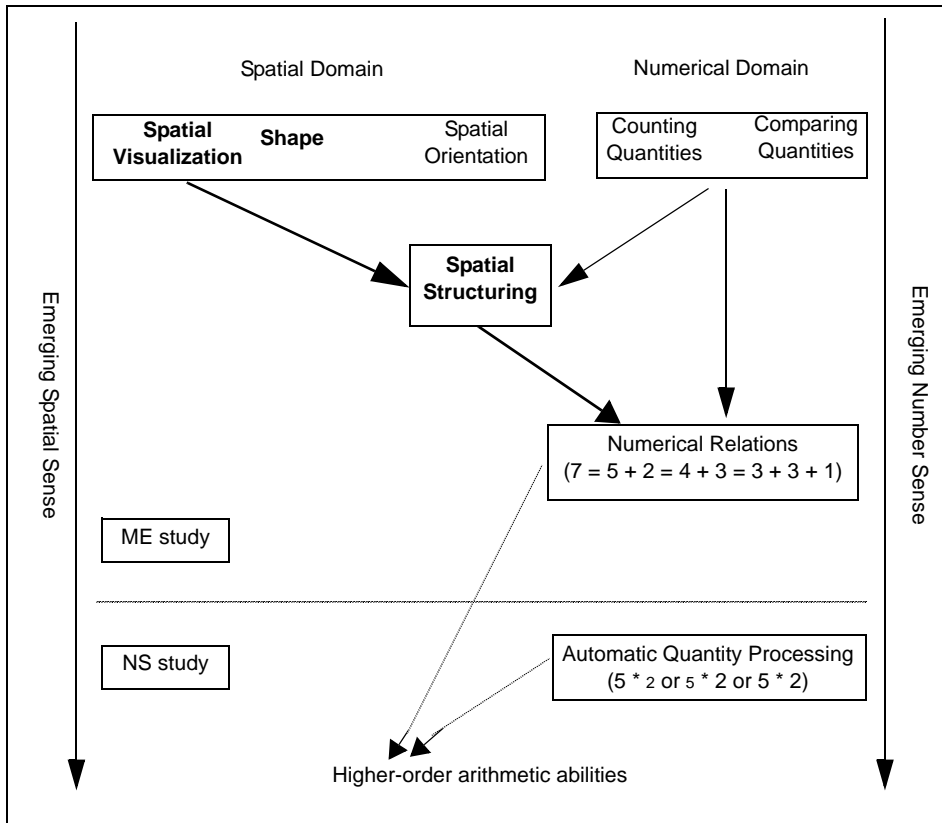 Spatial Domain
Numerical Domain
Spatial
Visualization
Shape
Spatial
Orientation
Counting
Quantities
Comparing
Quantities
Spatial
Structuring
Emerging Spatial Sense
Emerging Number Sense
Numerical Relations
(7 = 5 + 2 = 4 + 3 = 3 + 3 + 1)
ME study
NS study
Automatic Quantity Processing
(5 * 2 or 5 * 2 or 5 * 2)
Higher-order arithmetic abilities